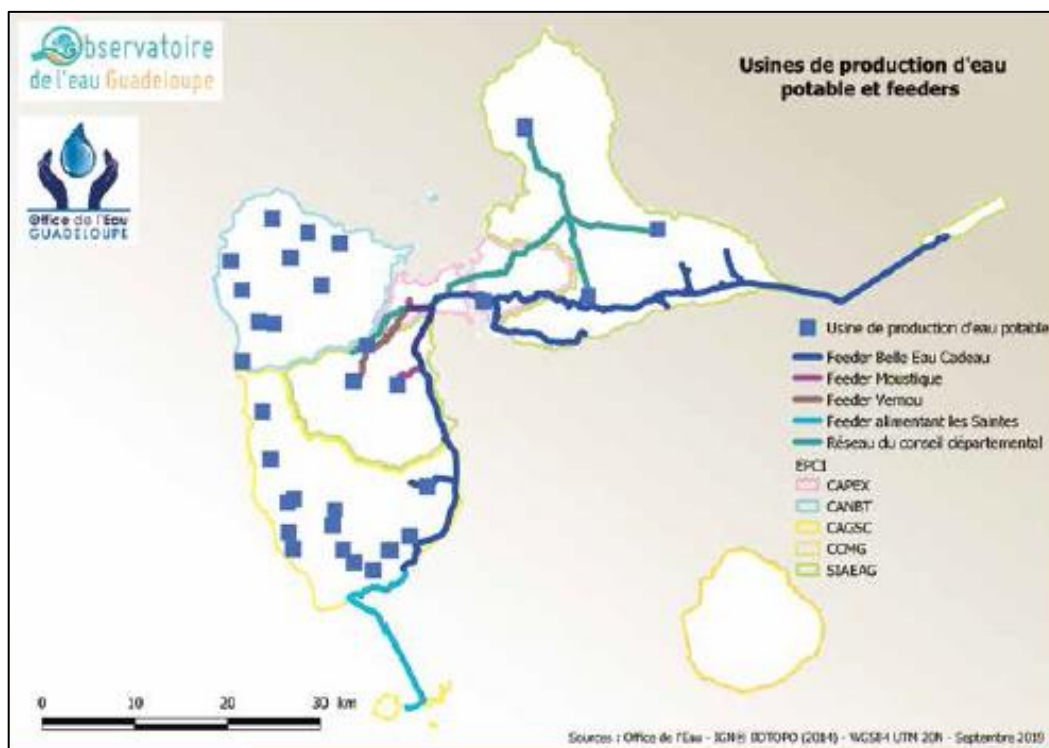 Observatoire
de l'eau Guadeloupe
Office de l'Eau
GUADELOUPE
Usines de production d'eau
potable et feeders
Usine de production d'eau potable
Feeder Belle Eau Cadeau
Feeder Moustique
Feeder Vernou
Feeder alimentant les Saintes
Réseau du conseil départemental
EPCI
CAPEX
CANBT
CAGSC
CCMG
SIAEAG
0 10 20 30 km
Sources : Office de l'Eau - IGN® BDTOPO (2014) - WGS84 UTM 20N - Septembre 2019